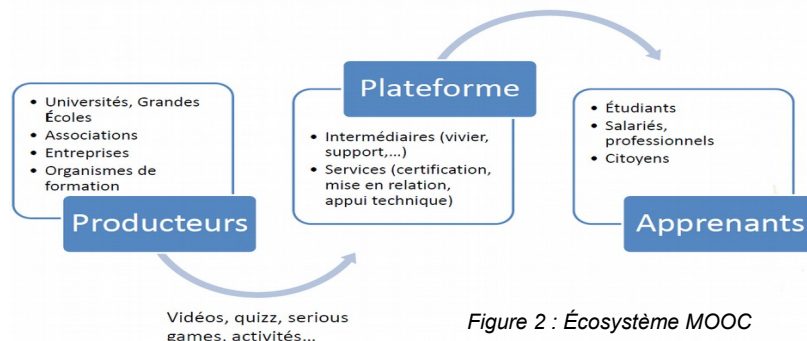 • Universités, Grandes
Écoles
• Associations
• Entreprises
• Organismes de
formation
Producteurs
Vidéos, quizz, serious
games, activités...
Plateforme
• Intermédiaires (vivier,
support,...)
• Services (certification,
mise en relation,
appui technique)
• Étudiants
• Salariés,
professionnels
• Citoyens
Apprenants
Figure 2 : Écosystème MOOC